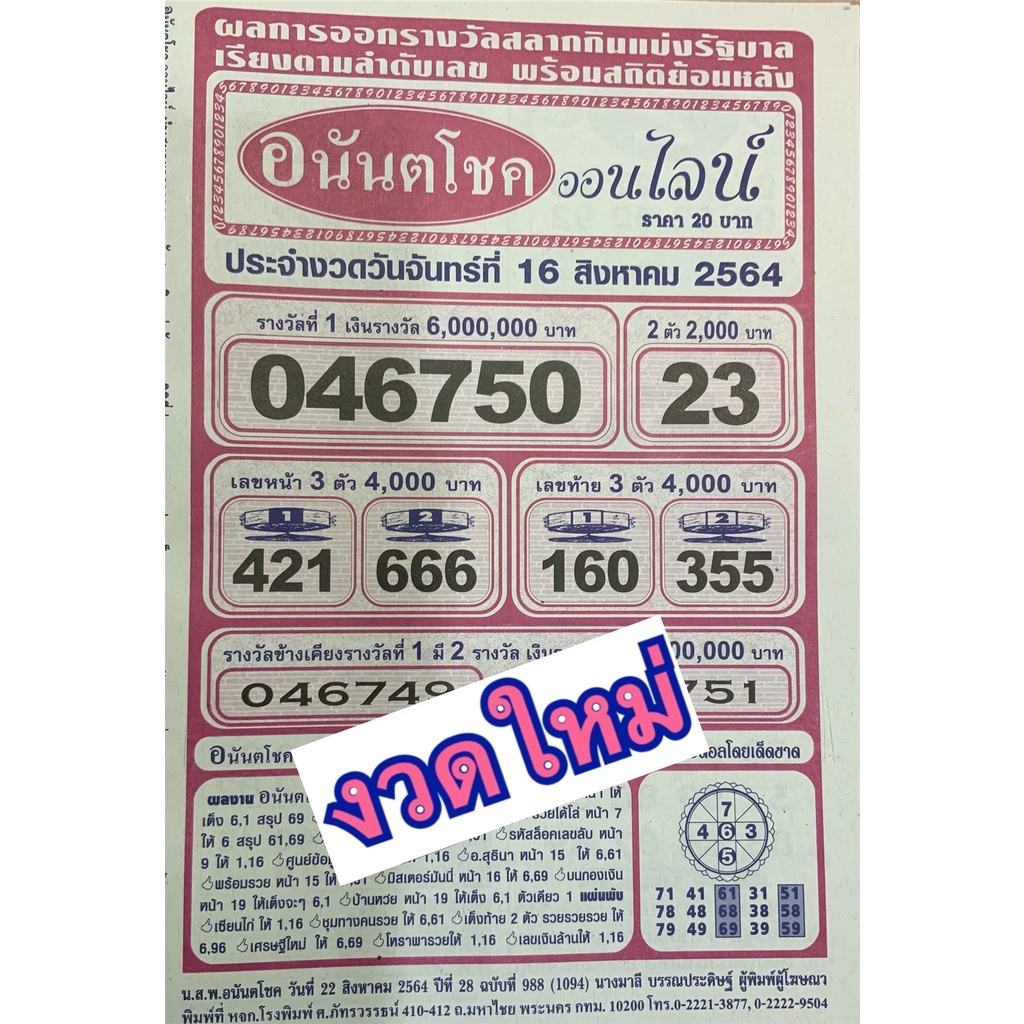 ผลการออกรางวัลสลากกินแบ่งรัฐบาล
เรียงตามลำดับเลข พร้อมสถิติย้อนหลัง
อนันตโชค ออนไลน์
ราคา 20 บาท
ประจำงวดวันจันทร์ที่ 16 สิงหาคม 2564
รางวัลที่ 1 เงินรางวัล 6,000,000 บาท
046750
2 ตัว 2,000 บาท
23
เลขหน้า 3 ตัว 4,000 บาท
1 2
421 666
เลขท้าย 3 ตัว 4,000 บาท
1 2
160 355
รางวัลข้างเคียงรางวัลที่ 1 มี 2 รางวัล 00,000 บาท
046749 751
งวดใหม่
อนันตโชค โดยเด็ดขาด
ผลงาน ให้
เต็ง 6,1 สรุป 69 หน้า 7
ให้ 6 สรุป 61,69 รหัสล็อคเลขลับ หน้า
9 ให้ 1,16 1,16 อ.สุธินา หน้า 15 ให้ 6,61
พร้อมรวย หน้า 15 มิสเตอร์มันนี่ หน้า 16 ให้ 6,69 บนกองเงิน
หน้า 19 ให้เต็งจะๆ 6,1 บ้านหวย หน้า 19 ให้เต็ง 6,1 ตัวเดียว 1 แผ่นพับ
เซียนไก่ ให้ 1,16 ชุมทางคนรวย ให้ 6,61 เต็งท้าย 2 ตัว รวยรวยรวย ให้
6,96 เศรษฐีใหม่ ให้ 6,69 โหราพารวยให้ 1,16 เลขเงินล้านให้ 1,16
7
4 6 3
5
71 41 61 31 51
78 48 68 38 58
79 49 69 39 59
น.ส.พ.อนันตโชค วันที่ 22 สิงหาคม 2564 ปีที่ 28 ฉบับที่ 988 (1094) นางมาลี บรรณประดิษฐ์ ผู้พิมพ์ผู้โฆษณา
พิมพ์ที่ หจก.โรงพิมพ์ ศ.ภัทรวรรธน์ 410-412 ถ.มหาไชย พระนคร กทม. 10200 โทร.0-2221-3877, 0-2222-9504